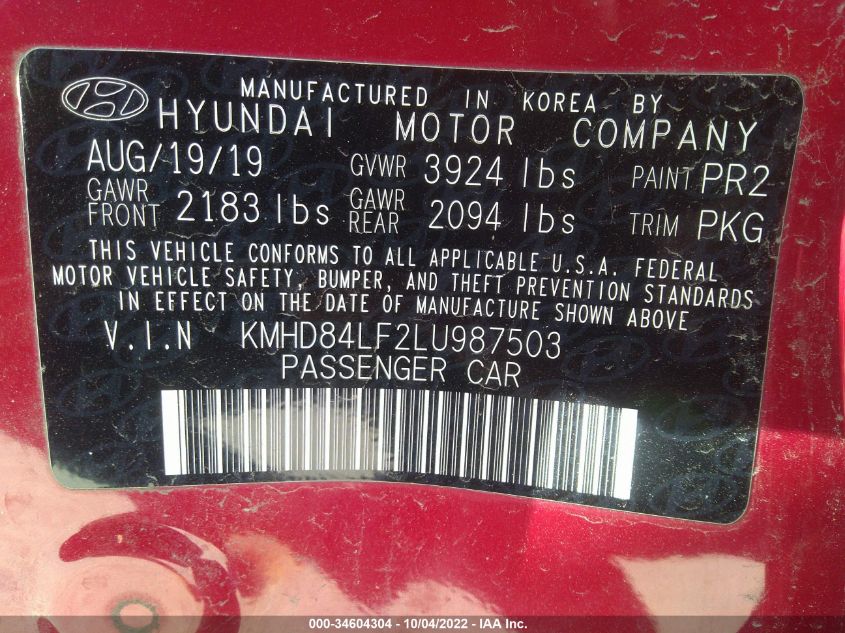 MANUFACTURED IN KOREA BY
HYUNDAI MOTOR COMPANY
AUG/19/19 GVWR 3924 lbs PAINT PR2
GAWR FRONT 2183 lbs GAWR REAR 2094 lbs TRIM PKG
THIS VEHICLE CONFORMS TO ALL APPLICABLE U.S.A. FEDERAL
MOTOR VEHICLE SAFETY, BUMPER, AND THEFT PREVENTION STANDARDS
IN EFFECT ON THE DATE OF MANUFACTURE SHOWN ABOVE
V.I.N KMHD84LF2LU987503
PASSENGER CAR
000-34604304 - 10/04/2022 - IAA Inc.